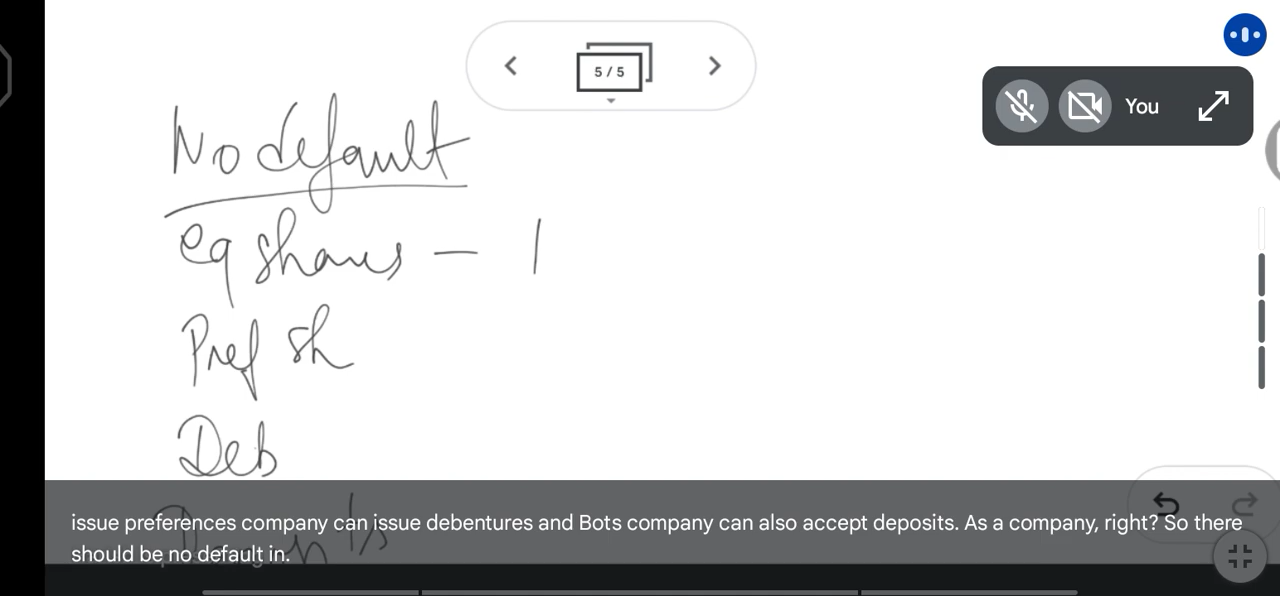 5 / 5
You
No default
eq shares - 1
Pref sh
Deb
issue preferences company can issue debentures and Bots company can also accept deposits. As a company, right? So there
should be no default in.